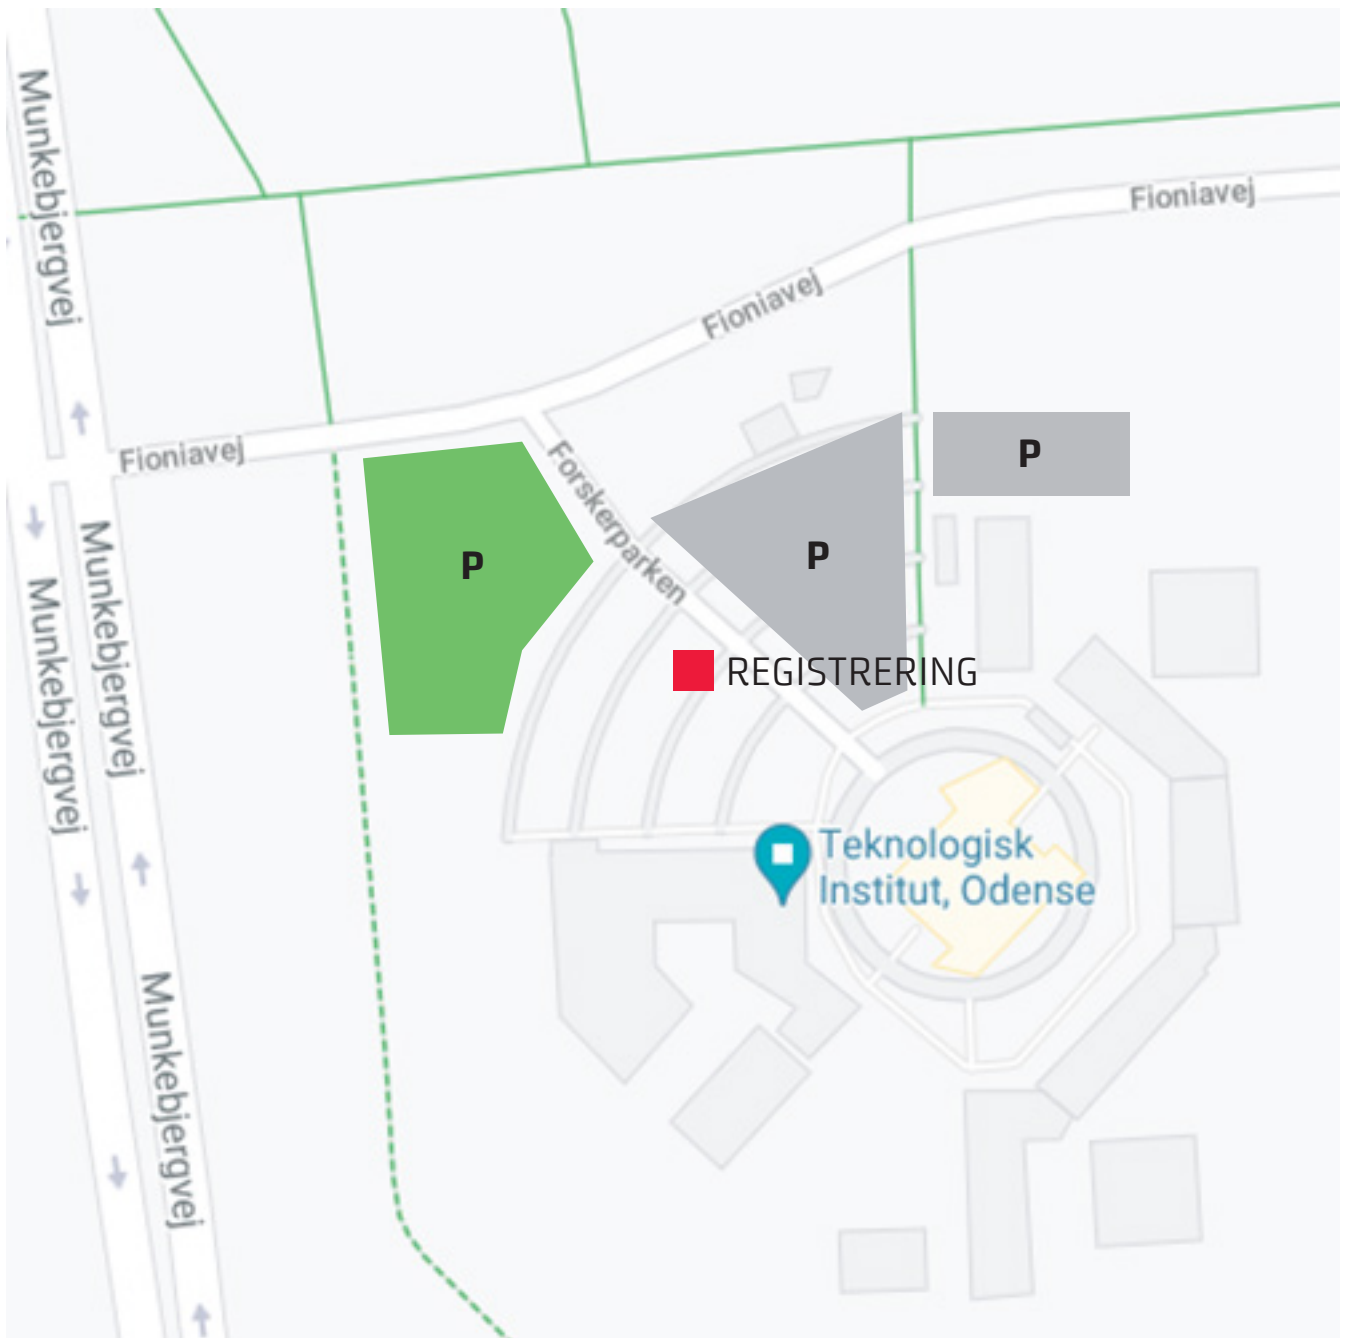 Munkebjergvej
Fioniavej
Fioniavej
Fioniavej
Forskerparken
P
P
P
Munkebjergvej
Munkebjergvej
REGISTRERING
Teknologisk
Institut, Odense
Munkebjergvej